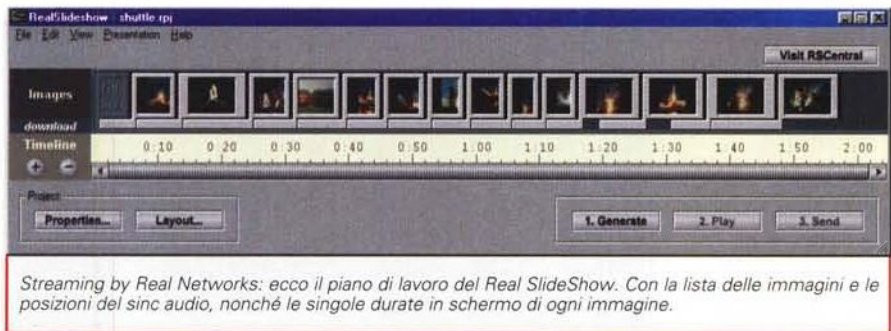 RealSlideshow shuttle.rpj
File Edit View Presentation Help
Visit RSCentral
Images
download
Timeline
0:10 0:20 0:30 0:40 0:50 1:00 1:10 1:20 1:30 1:40 1:50 2:00
Project
Properties... Layout... 1. Generate 2. Play 3. Send
Streaming by Real Networks: ecco il piano di lavoro del Real SlideShow. Con la lista delle immagini e le
posizioni del sinc audio, nonché le singole durate in schermo di ogni immagine.